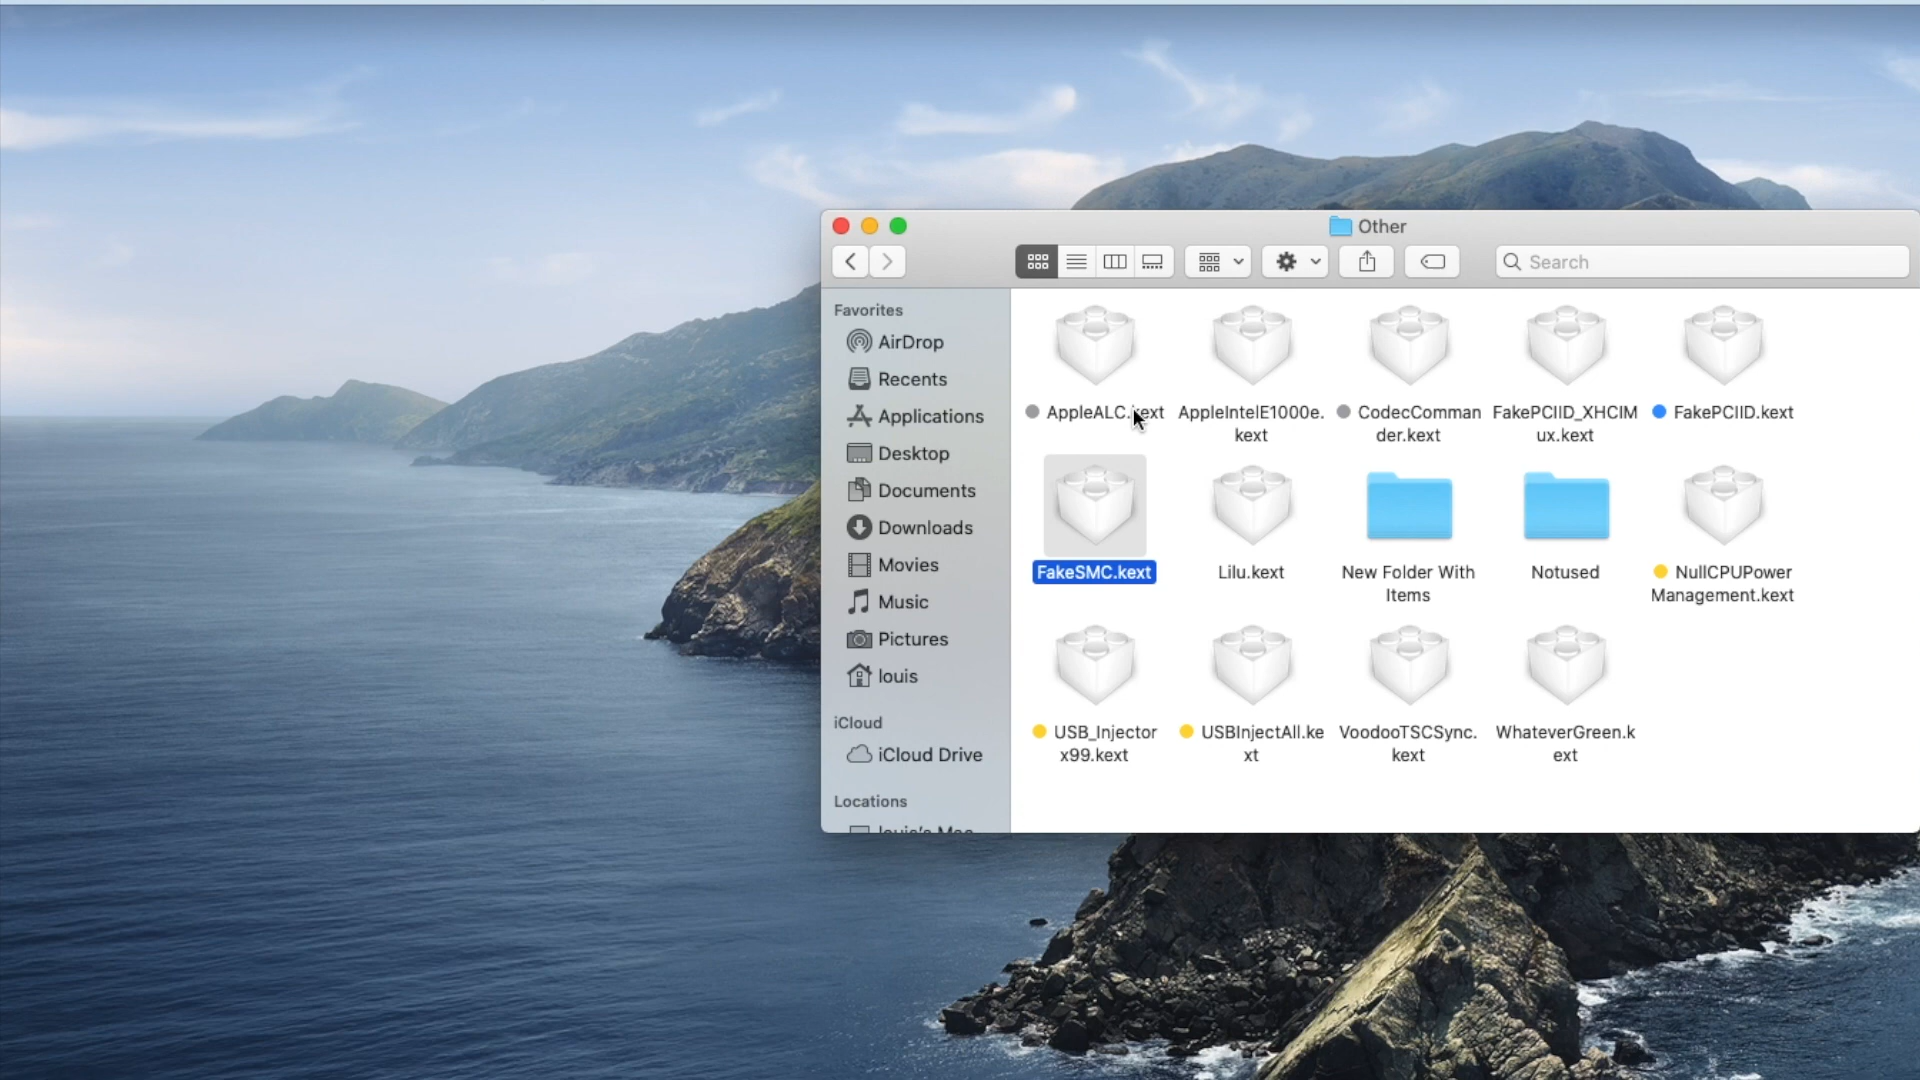 Other
Search
Favorites
AirDrop
Recents
Applications
Desktop
Documents
Downloads
Movies
Music
Pictures
louis
iCloud
iCloud Drive
Locations
louis's Mac
AppleALC.kext
AppleIntelE1000e.
kext
CodecComman
der.kext
FakePCIID_XHCIM
ux.kext
FakePCIID.kext
FakeSMC.kext
Lilu.kext
New Folder With
Items
Notused
NullCPUPower
Management.kext
USB_Injector
x99.kext
USBInjectAll.ke
xt
VoodooTSCSync.
kext
WhateverGreen.k
ext